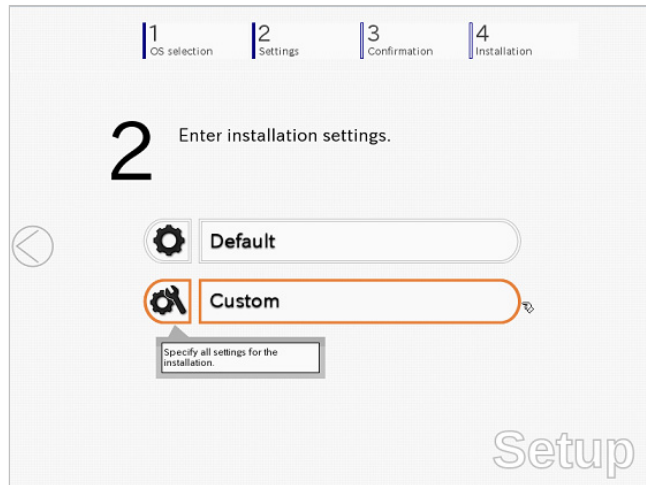 1
OS selection
2
Settings
3
Confirmation
4
Installation
2
Enter installation settings.
Default
Custom
Specify all settings for the
installation.
Setup